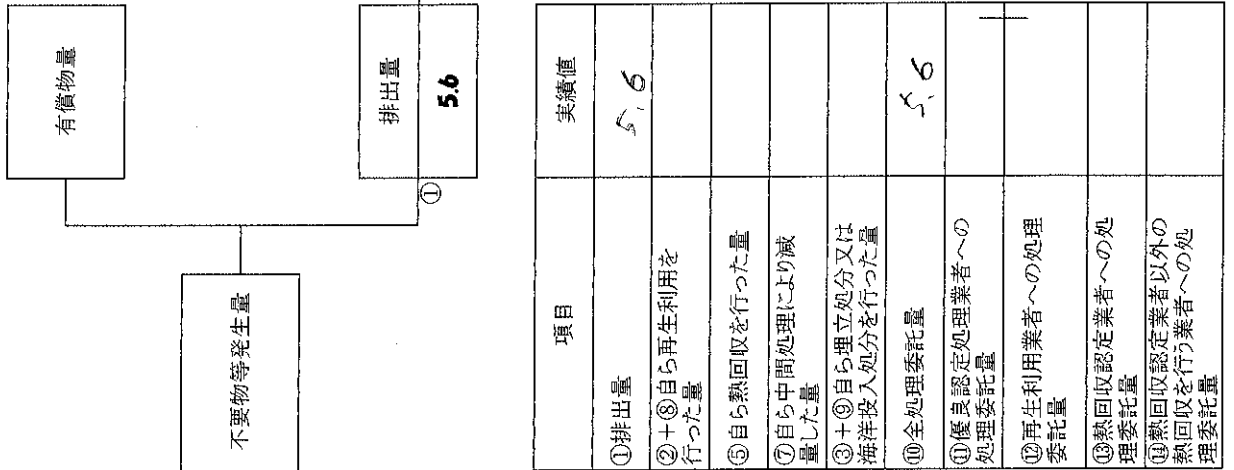 有償物量
不要物等発生量
排出量
①
5.6
項目
実績値
①排出量
5.6
②+⑧自ら再生利用を
行った量
⑤自ら熱回収を行った量
⑦自ら中間処理により減
量した量
③+⑨自ら埋立処分又は
海洋投入処分を行った量
⑩全処理委託量
5.6
⑪優良認定処理業者への
処理委託量
⑫再生利用業者への処理
委託量
⑬熱回収認定業者への処
理委託量
⑭熱回収認定業者以外の
熱回収を行う業者への処
理委託量